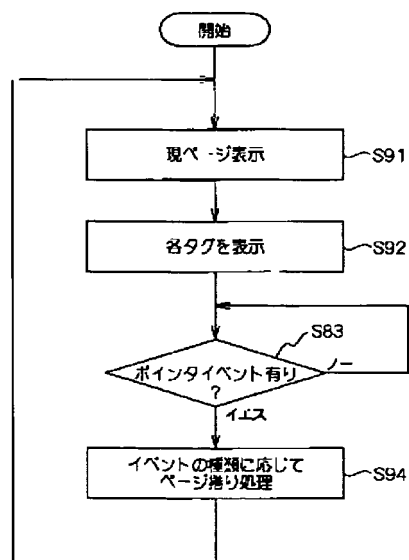 開始
現ページ表示
S91
各タグを表示
S92
S83
ポインタイベント有り
?
ノー
イエス
イベントの種類に応じて
ページ捲り処理
S94